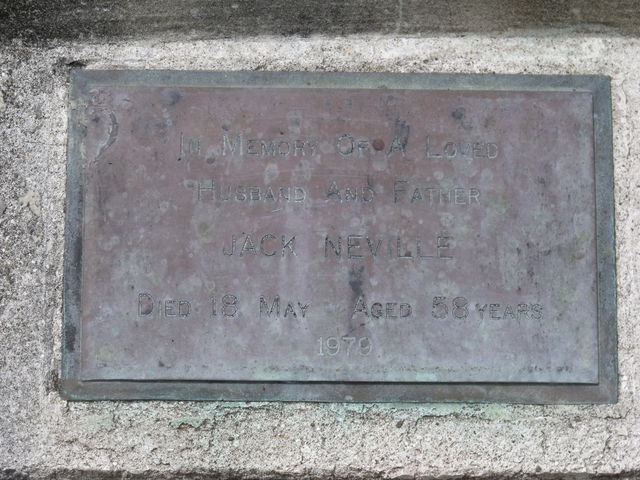 In Memory Of A Loved
Husband And Father
JACK NEVILLE
Died 18 May Aged 58 years
1979